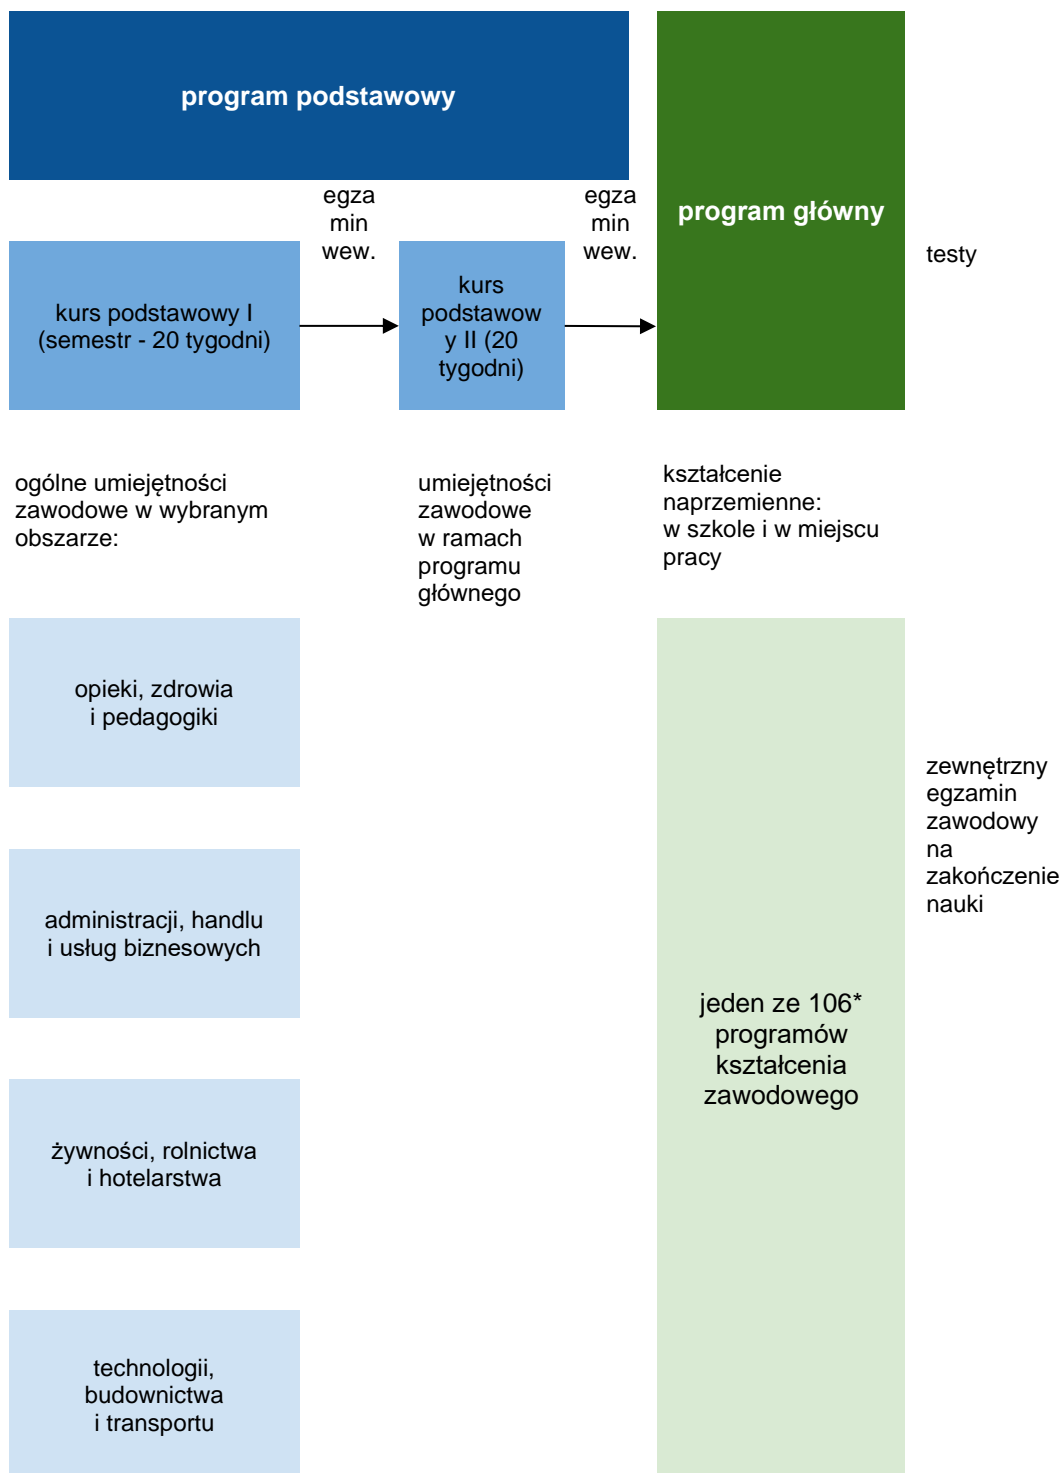 program podstawowy
program główny
egza
min
wew.
egza
min
wew.
testy
kurs podstawowy I
(semestr - 20 tygodni)
kurs
podstawow
y II (20
tygodni)
ogólne umiejętności
zawodowe w wybranym
obszarze:
umiejętności
zawodowe
w ramach
programu
głównego
kształcenie
naprzemienne:
w szkole i w miejscu
pracy
opieki, zdrowia
i pedagogiki
administracji, handlu
i usług biznesowych
żywności, rolnictwa
i hotelarstwa
technologii,
budownictwa
i transportu
jeden ze 106*
programów
kształcenia
zawodowego
zewnętrzny
egzamin
zawodowy
na
zakończenie
nauki